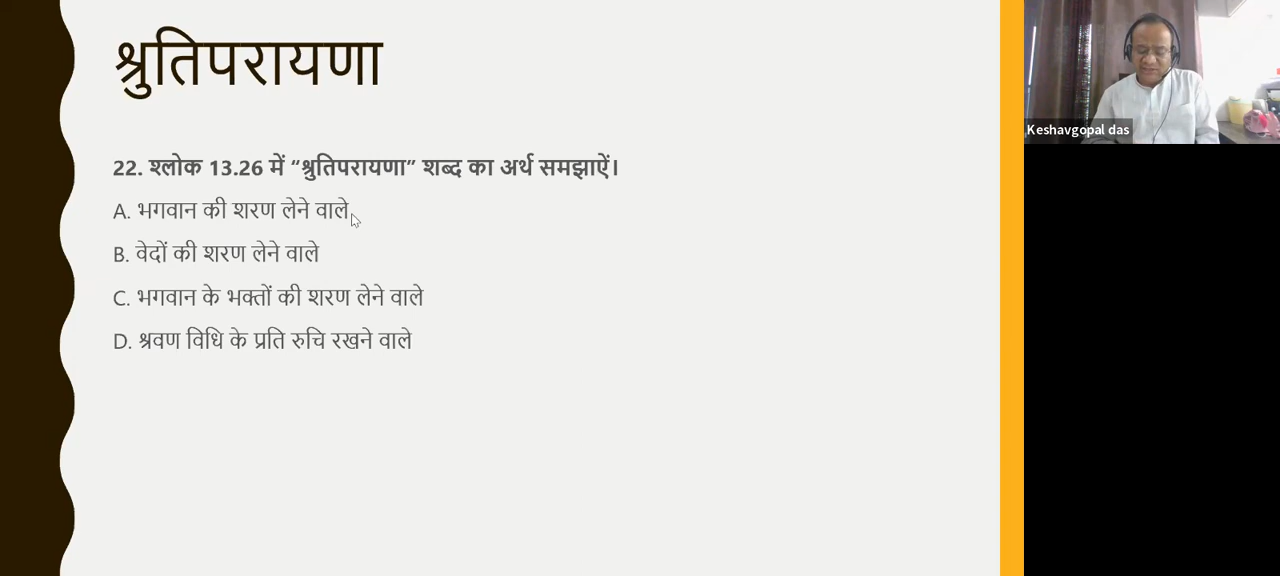 श्रुतिपरायणा
22. श्लोक 13.26 में “श्रुतिपरायणा” शब्द का अर्थ समझाऐं।
A. भगवान की शरण लेने वाले
B. वेदों की शरण लेने वाले
C. भगवान के भक्तों की शरण लेने वाले
D. श्रवण विधि के प्रति रुचि रखने वाले
Keshavgopal das